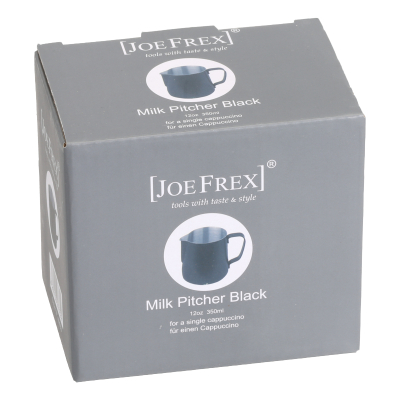 [JOEFREX]®
tools with taste & style
Milk Pitcher Black
12oz 350ml
for a single cappuccino
für einen Cappuccino
[JOEFREX]®
tools with taste & style
Milk Pitcher Black
12oz 350ml
for a single cappuccino
für einen Cappuccino